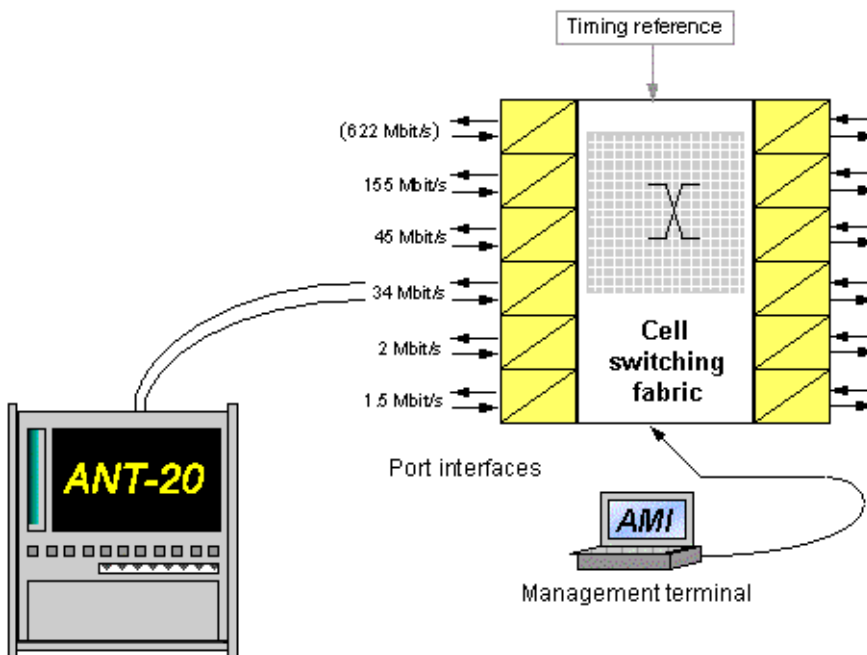 Timing reference
(622 Mbit/s)
155 Mbit/s
45 Mbit/s
34 Mbit/s
2 Mbit/s
1.5 Mbit/s
Cell
switching
fabric
ANT-20
Port interfaces
AMI
Management terminal